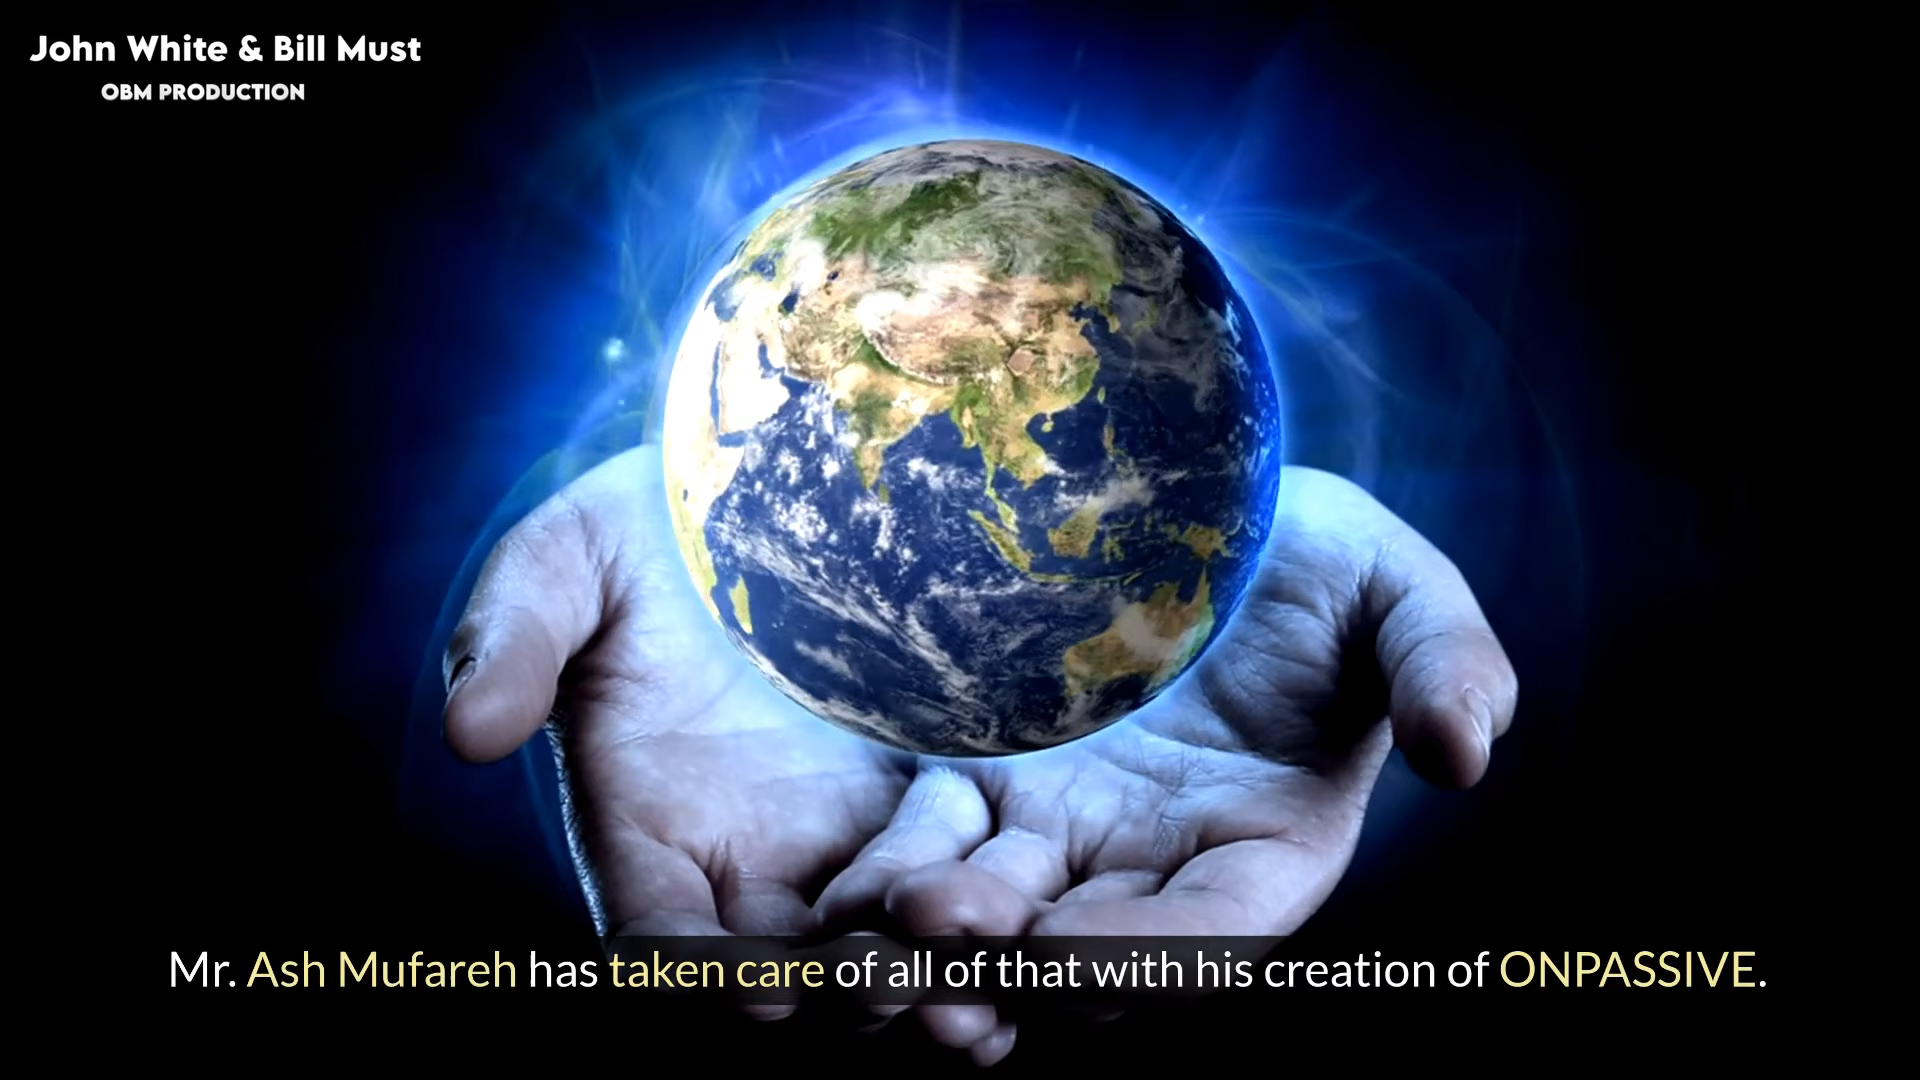 John White & Bill Must
OBM PRODUCTION
Mr. Ash Mufareh has taken care of all of that with his creation of ONPASSIVE.